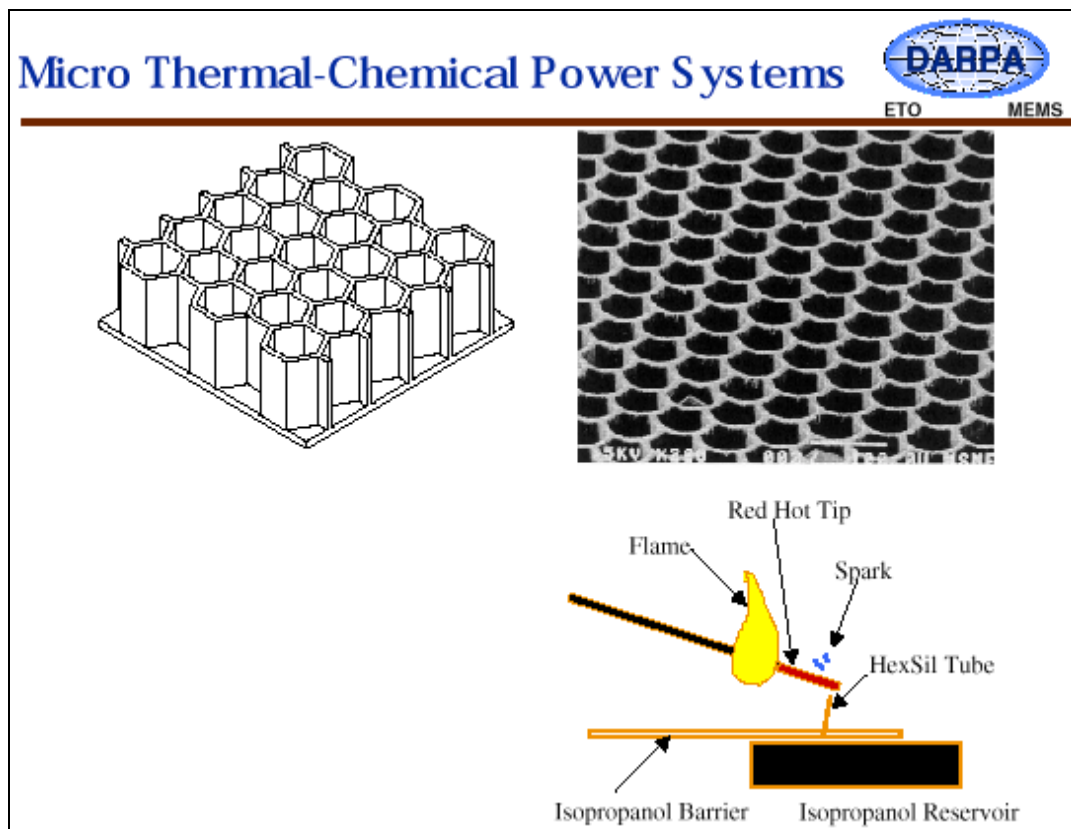 Micro Thermal-Chemical Power Systems
DARPA
ETO MEMS
Red Hot Tip
Flame
Spark
HexSil Tube
Isopropanol Barrier
Isopropanol Reservoir